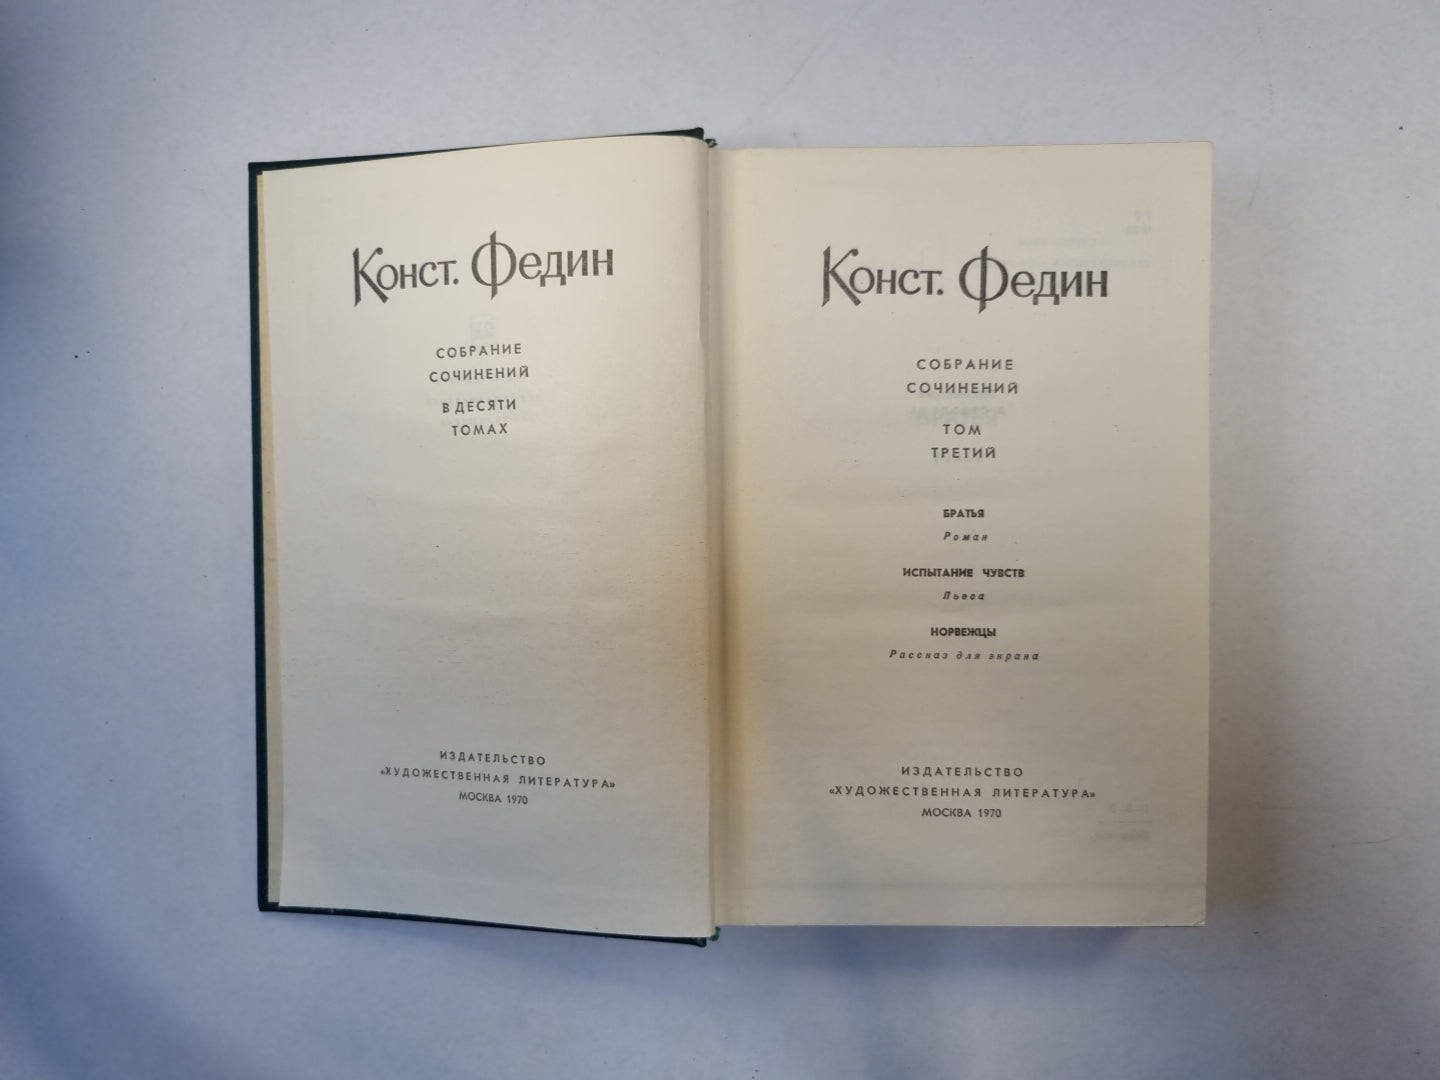 Конст. Федин
СОБРАНИЕ
СОЧИНЕНИЙ
В ДЕСЯТИ
ТОМАХ
ИЗДАТЕЛЬСТВО
«ХУДОЖЕСТВЕННАЯ ЛИТЕРАТУРА»
МОСКВА 1970
Конст. Федин
СОБРАНИЕ
СОЧИНЕНИЙ
ТОМ
ТРЕТИЙ
БРАТЬЯ
Роман
ИСПЫТАНИЕ ЧУВСТВ
Пьеса
НОРВЕЖЦЫ
Рассказ для экрана
ИЗДАТЕЛЬСТВО
«ХУДОЖЕСТВЕННАЯ ЛИТЕРАТУРА»
МОСКВА 1970